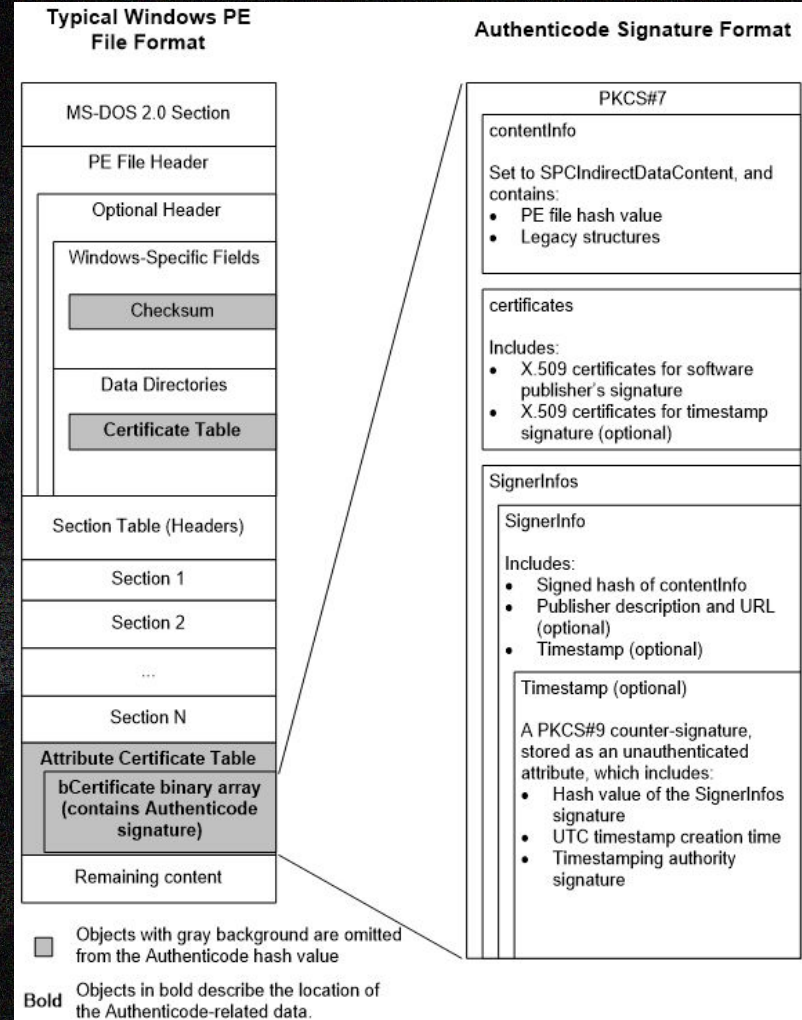 Typical Windows PE
File Format
MS-DOS 2.0 Section
PE File Header
Optional Header
Windows-Specific Fields
Checksum
Data Directories
Certificate Table
Section Table (Headers)
Section 1
Section 2
...
Section N
Attribute Certificate Table
bCertificate binary array
(contains Authenticode
signature)
Remaining content
Objects with gray background are omitted
from the Authenticode hash value
Bold Objects in bold describe the location of
the Authenticode-related data.
Authenticode Signature Format
PKCS#7
contentInfo
Set to SPCIndirectDataContent, and
contains:
• PE file hash value
• Legacy structures
certificates
Includes:
• X.509 certificates for software
publisher's signature
• X.509 certificates for timestamp
signature (optional)
SignerInfos
SignerInfo
Includes:
• Signed hash of contentInfo
• Publisher description and URL
(optional)
• Timestamp (optional)
Timestamp (optional)
A PKCS#9 counter-signature,
stored as an unauthenticated
attribute, which includes:
• Hash value of the SignerInfos
signature
• UTC timestamp creation time
• Timestamping authority
signature